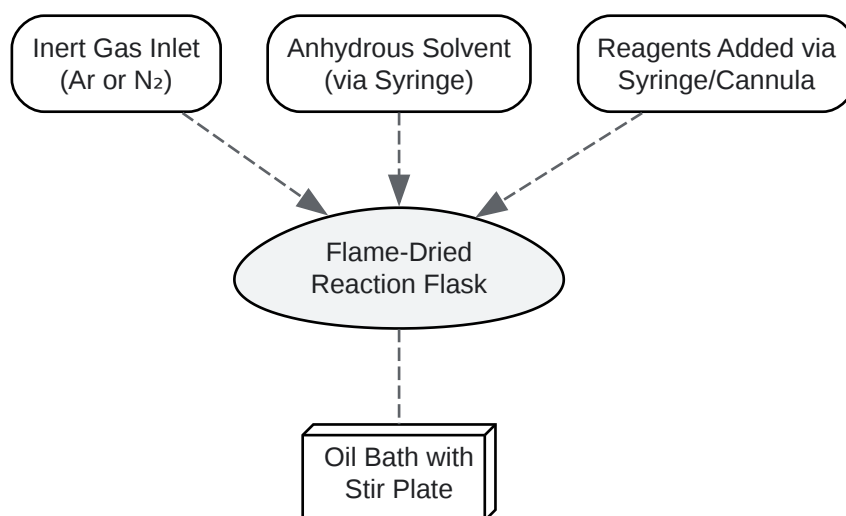 Inert Gas Inlet
(Ar or N₂)
Anhydrous Solvent
(via Syringe)
Reagents Added via
Syringe/Cannula
Flame-Dried
Reaction Flask
Oil Bath with
Stir Plate